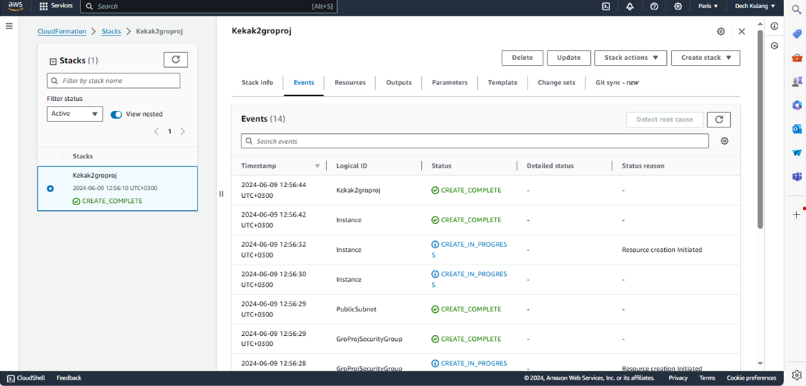 aws
Services
Search
[Alt+S]
Paris
Dech Kulang
CloudFormation > Stacks > Kekak2groproj
Stacks (1)
Filter by stack name
Filter status
Active
View nested
1
Stacks
Kekak2groproj
2024-06-09 12:56:10 UTC+0300
CREATE_COMPLETE
Kekak2groproj
Delete
Update
Stack actions
Create stack
Stack info
Events
Resources
Outputs
Parameters
Template
Change sets
Git sync - new
Events (14)
Detect root cause
Search events
Timestamp
Logical ID
Status
Detailed status
Status reason
2024-06-09 12:56:44
UTC+0300
Kekak2groproj
CREATE_COMPLETE
-
-
2024-06-09 12:56:42
UTC+0300
Instance
CREATE_COMPLETE
-
-
2024-06-09 12:56:32
UTC+0300
Instance
CREATE_IN_PROGRES
S
-
Resource creation Initiated
2024-06-09 12:56:30
UTC+0300
Instance
CREATE_IN_PROGRES
S
-
-
2024-06-09 12:56:29
UTC+0300
PublicSubnet
CREATE_COMPLETE
-
-
2024-06-09 12:56:29
UTC+0300
GroProjSecurityGroup
CREATE_COMPLETE
-
-
2024-06-09 12:56:28
GroProjSecurityGroup
CREATE_IN_PROGRES
Resource creation Initiated
CloudShell
Feedback
© 2024, Amazon Web Services, Inc. or its affiliates.
Privacy
Terms
Cookie preferences